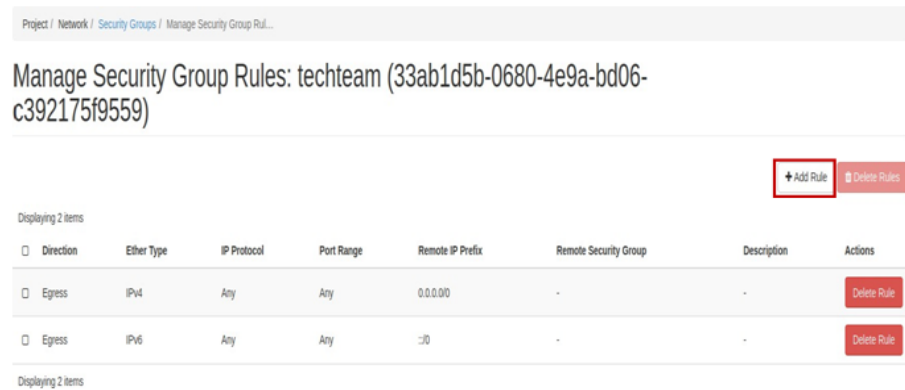 Project / Network / Security Groups / Manage Security Group Rul...
Manage Security Group Rules: techteam (33ab1d5b-0680-4e9a-bd06-
c392175f9559)
+ Add Rule Delete Rules
Displaying 2 items
Direction Ether Type IP Protocol Port Range Remote IP Prefix Remote Security Group Description Actions
Egress IPv4 Any Any 0.0.0.0/0 - - Delete Rule
Egress IPv6 Any Any ::/0 - - Delete Rule
Displaying 2 items